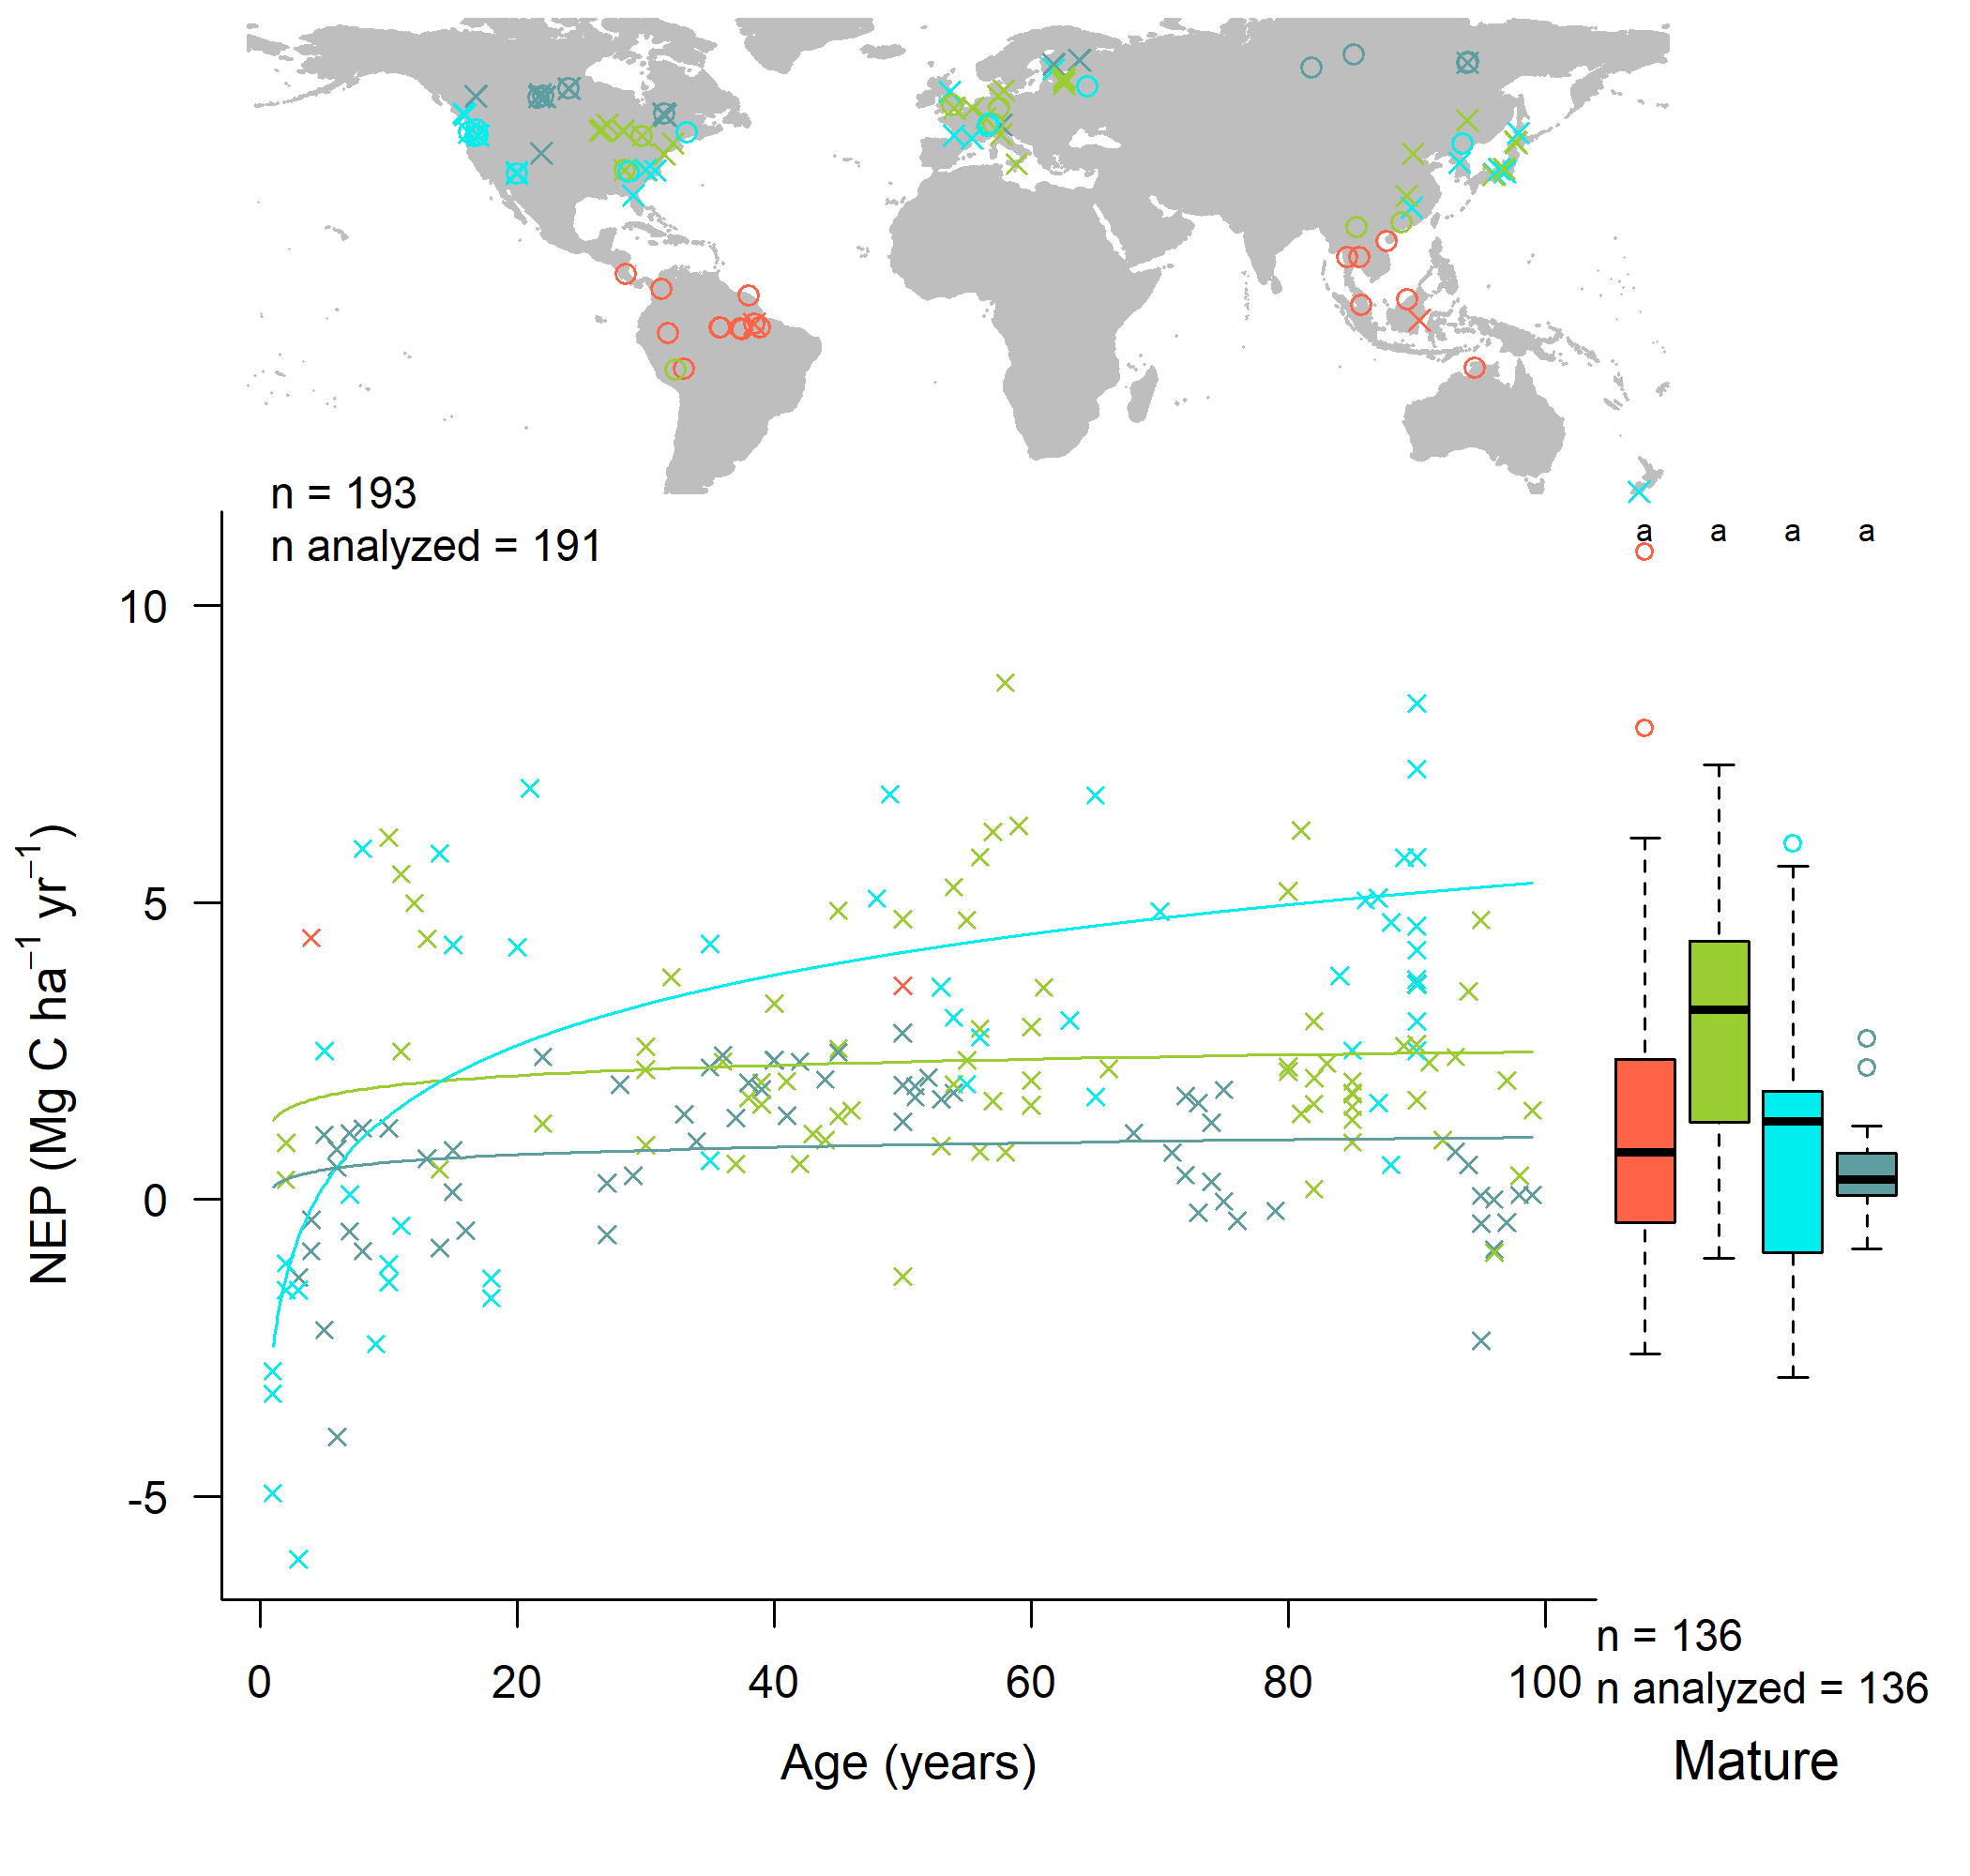 n = 193
n analyzed = 191
a a a a
10
5
0
-5
NEP (Mg C ha⁻¹ yr⁻¹)
0 20 40 60 80 100
n = 136
n analyzed = 136
Age (years)
Mature